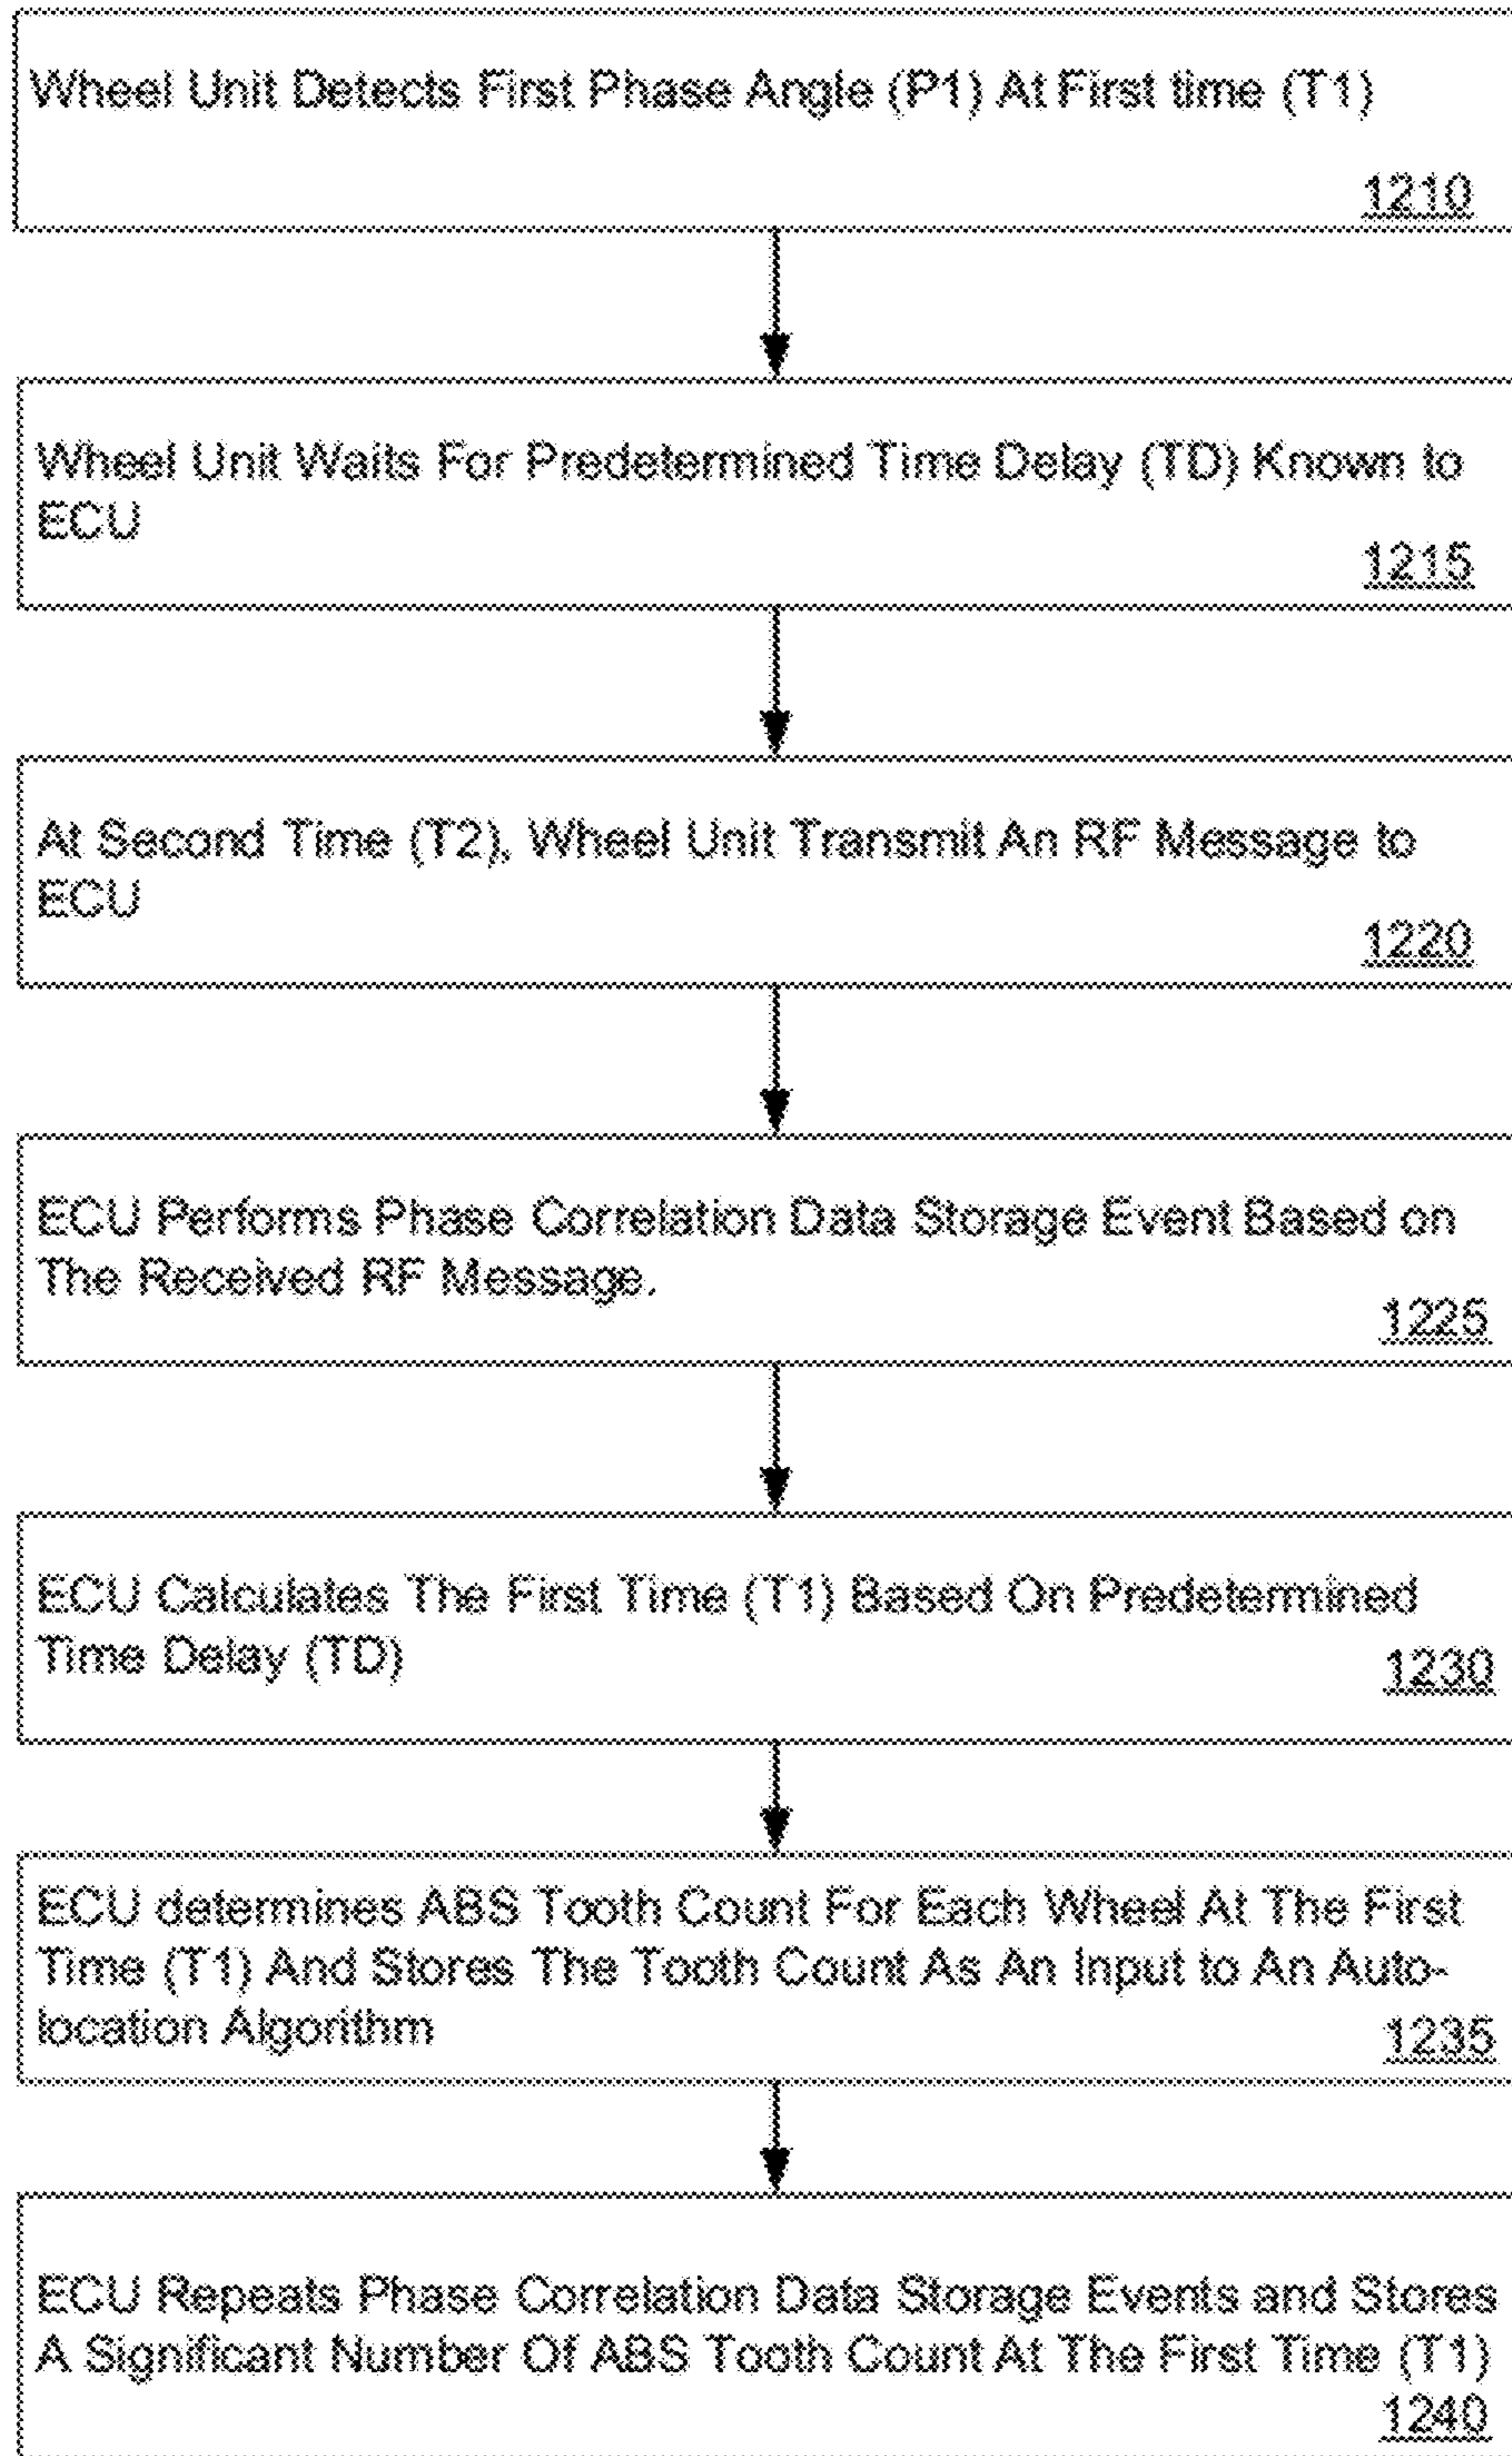 Wheel Unit Detects First Phase Angle (P1) At First time (T1)
1210
Wheel Unit Waits For Predetermined Time Delay (TD) Known to
ECU
1215
At Second Time (T2), Wheel Unit Transmit An RF Message to
ECU
1220
ECU Performs Phase Correlation Data Storage Event Based on
The Received RF Message.
1225
ECU Calculates The First Time (T1) Based On Predetermined
Time Delay (TD)
1230
ECU determines ABS Tooth Count For Each Wheel At The First
Time (T1) And Stores The Tooth Count As An Input to An Auto-
location Algorithm
1235
ECU Repeats Phase Correlation Data Storage Events and Stores
A Significant Number Of ABS Tooth Count At The First Time (T1)
1240